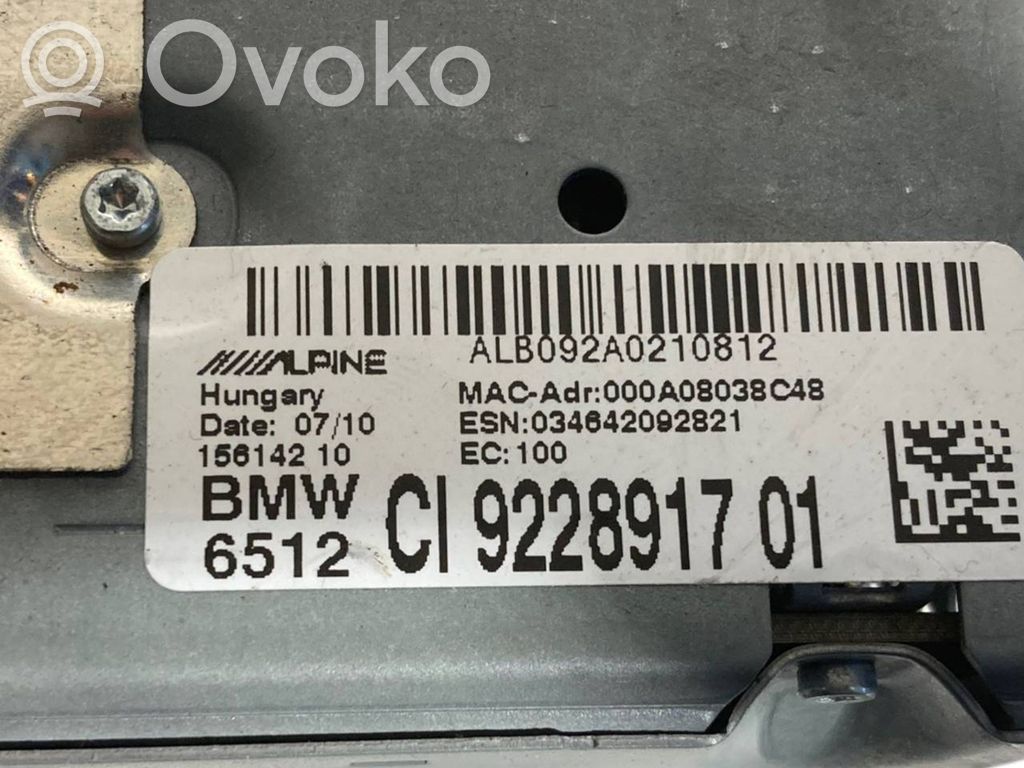 Ovoko
ALB092A0210812
ALPINE
Hungary
MAC-Adr:000A08038C48
Date: 07/10
ESN:034642092821
156142 10
EC:100
BMW
6512
CI 9228917 01